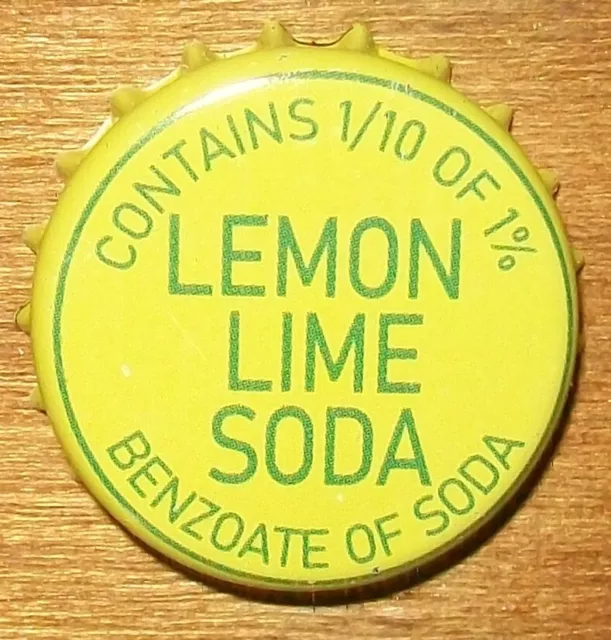 CONTAINS 1/10 OF 1%
LEMON
LIME
SODA
BENZOATE OF SODA